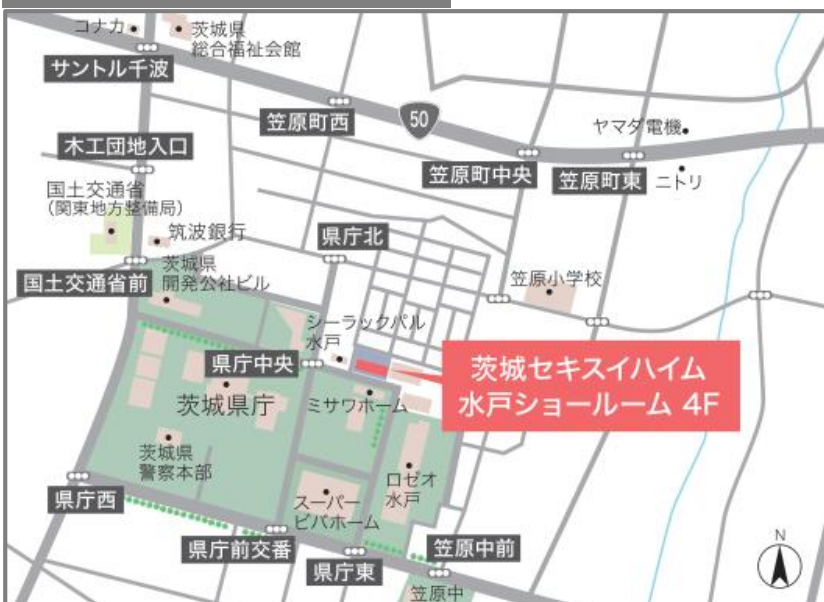 コナカ
茨城県
総合福祉会館
サントル千波
笠原町西
50
ヤマダ電機
木工団地入口
笠原町中央
笠原町東
ニトリ
国土交通省
(関東地方整備局)
筑波銀行
県庁北
国土交通省前
茨城県
開発公社ビル
笠原小学校
シーラックパル
水戸
県庁中央
茨城セキスイハイム
水戸ショールーム 4F
茨城県庁
ミサワホーム
茨城県
警察本部
ロゼオ
水戸
県庁西
スーパー
ビバホーム
県庁前交番
県庁東
笠原中前
笠原中
N